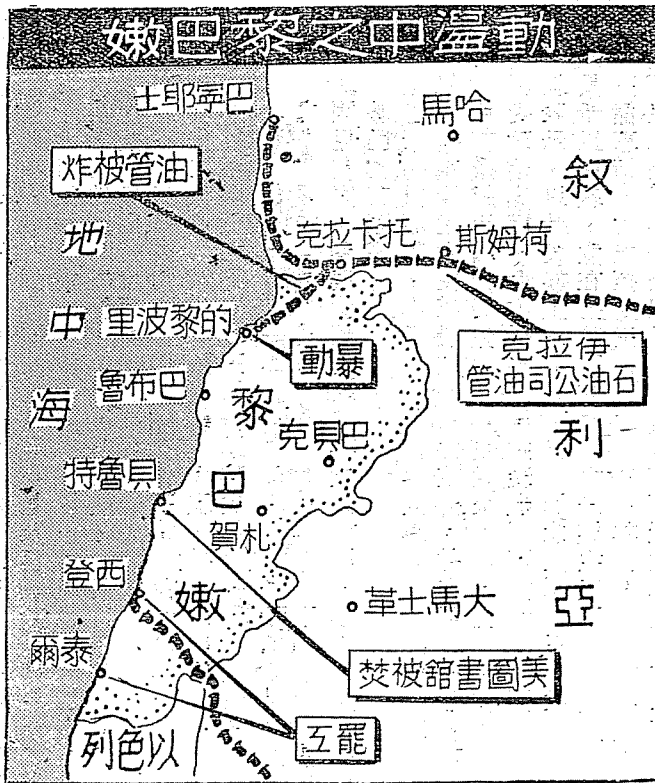 動盪中之黎巴嫩
巴寧耶士
哈馬
油管被炸
叙利亞
地中海
托卡拉克
荷姆斯
的黎波里
暴動
伊拉克
石油公司油管
巴布魯
黎巴嫩
巴貝克
貝魯特
札賀
西登
大馬士革
泰爾
美圖書舘被焚
罷工
以色列